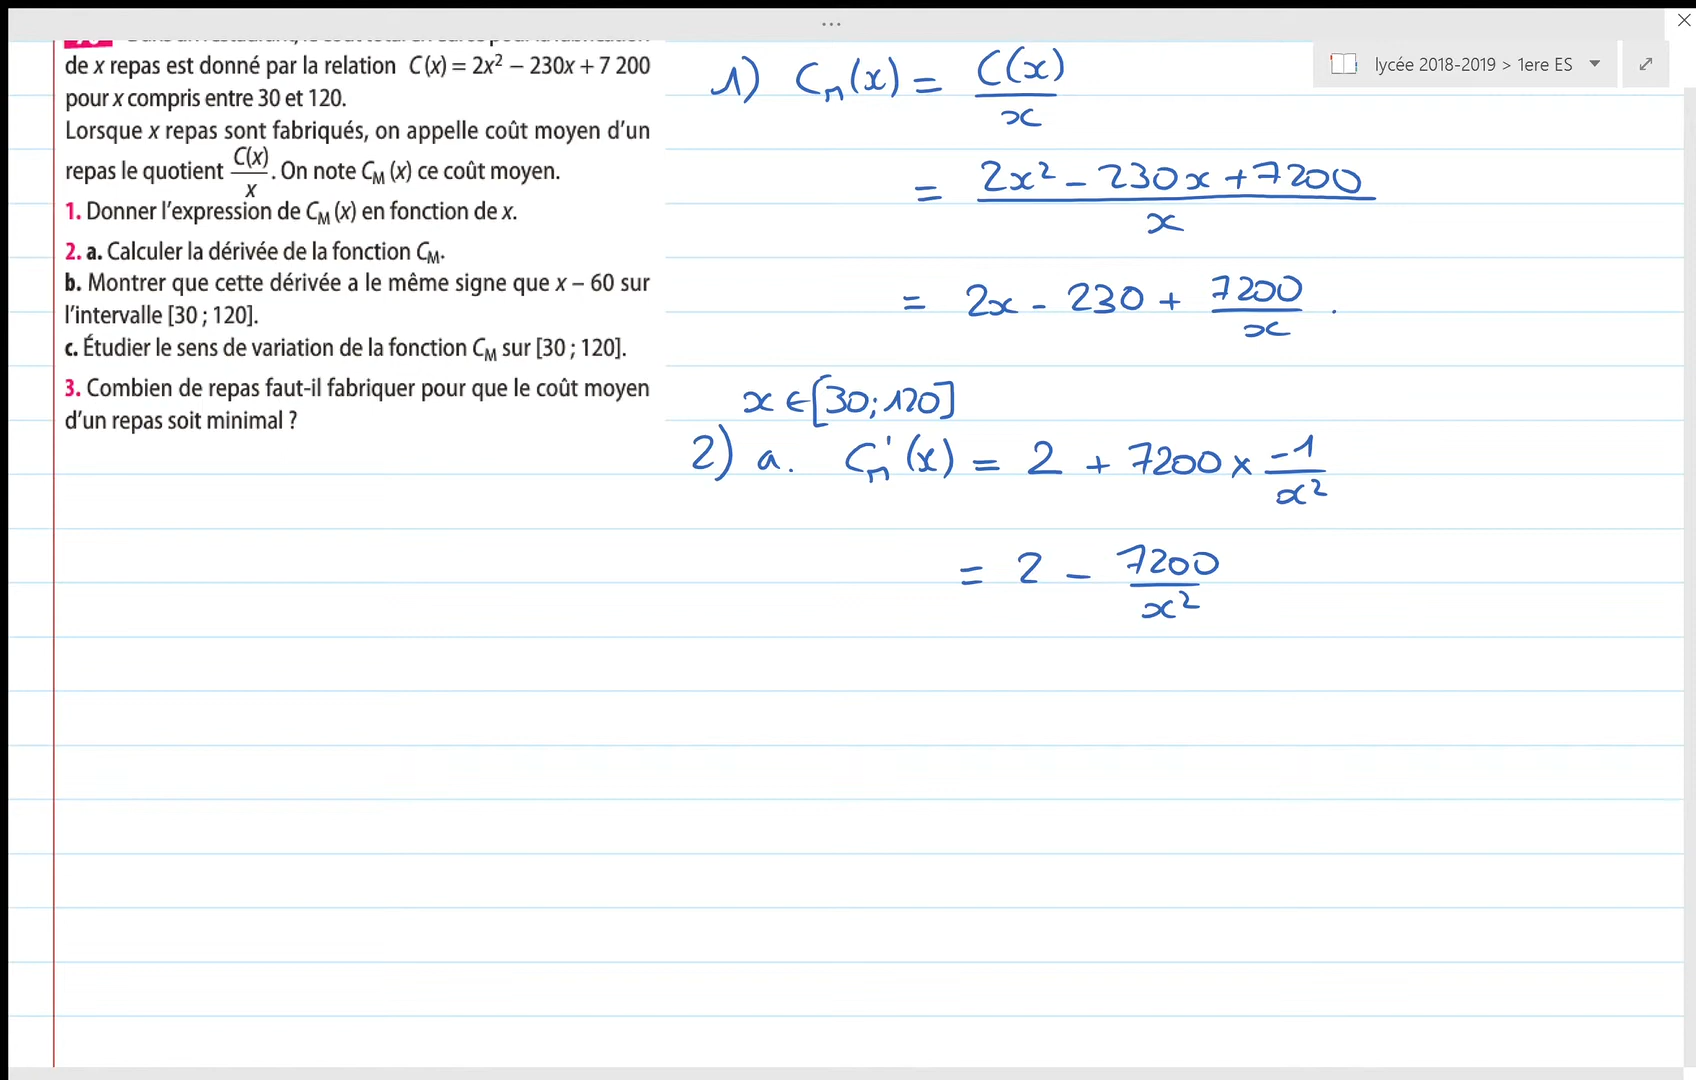 ...
lycée 2018-2019 > 1ere ES
de x repas est donné par la relation C(x) = 2x² – 230x + 7 200
pour x compris entre 30 et 120.
Lorsque x repas sont fabriqués, on appelle coût moyen d’un
repas le quotient C(x)/x. On note C_M (x) ce coût moyen.
1. Donner l’expression de C_M (x) en fonction de x.
2. a. Calculer la dérivée de la fonction C_M.
b. Montrer que cette dérivée a le même signe que x – 60 sur
l’intervalle [30 ; 120].
c. Étudier le sens de variation de la fonction C_M sur [30 ; 120].
3. Combien de repas faut-il fabriquer pour que le coût moyen
d’un repas soit minimal ?
1) C_M(x) = C(x)/x
= (2x² - 230x + 7200)/x
= 2x - 230 + 7200/x .
x ∈ [30; 120]
2) a. C_M'(x) = 2 + 7200 × -1/x²
= 2 - 7200/x²